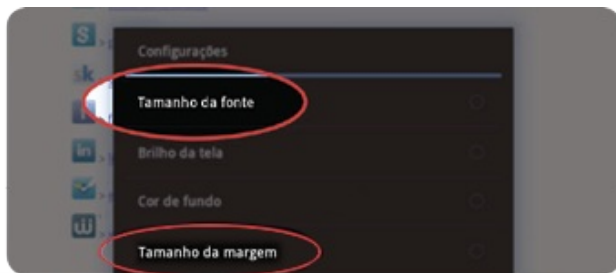 Configurações
Tamanho da fonte
Brilho da tela
Cor de fundo
Tamanho da margem